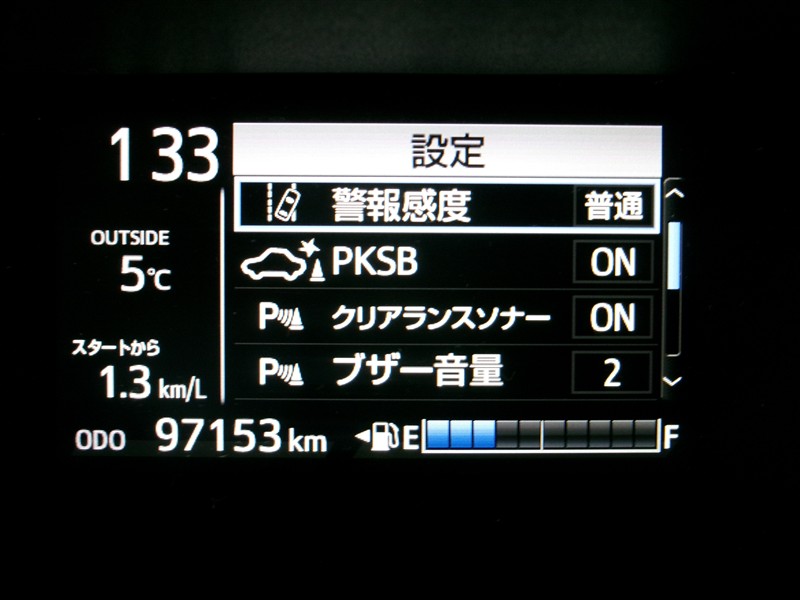 1 33
設定
警報感度 普通
OUTSIDE
5℃
PKSB ON
P クリアランスソナー ON
スタートから
1.3 km/L
P ブザー音量 2
ODO 97153 km E F